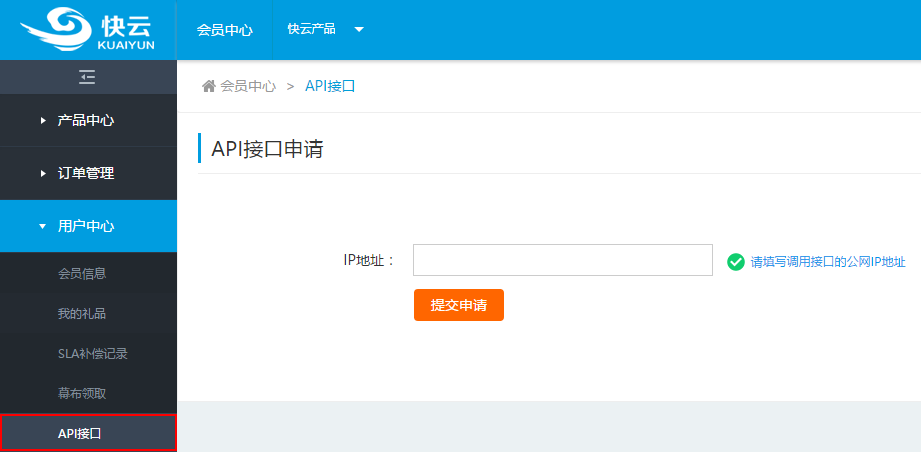 快云
KUAIYUN
会员中心
快云产品
产品中心
订单管理
用户中心
会员信息
我的礼品
SLA补偿记录
幕布领取
API接口
会员中心 > API接口
API接口申请
IP地址：
请填写调用接口的公网IP地址
提交申请